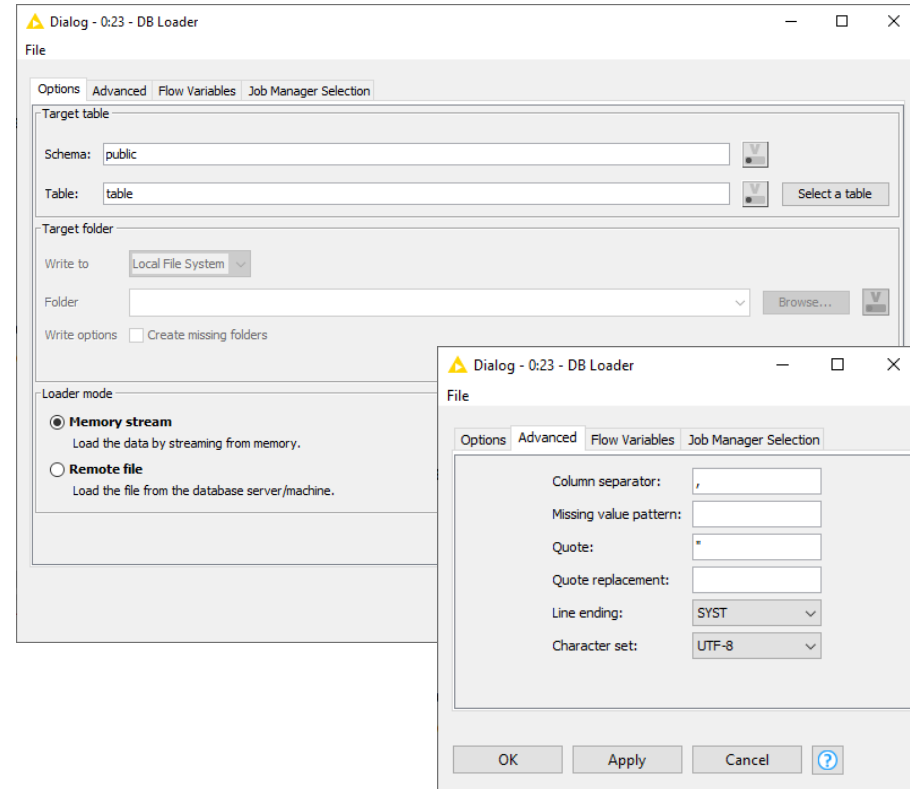 Dialog - 0:23 - DB Loader
File
Options Advanced Flow Variables Job Manager Selection
Target table
Schema: public
V
Table: table
V
Select a table
Target folder
Write to Local File System
Folder
Browse...
V
Write options Create missing folders
Loader mode
Memory stream
Load the data by streaming from memory.
Remote file
Load the file from the database server/machine.
Dialog - 0:23 - DB Loader
File
Options Advanced Flow Variables Job Manager Selection
Column separator: ,
Missing value pattern:
Quote: "
Quote replacement:
Line ending: SYST
Character set: UTF-8
OK Apply Cancel ?